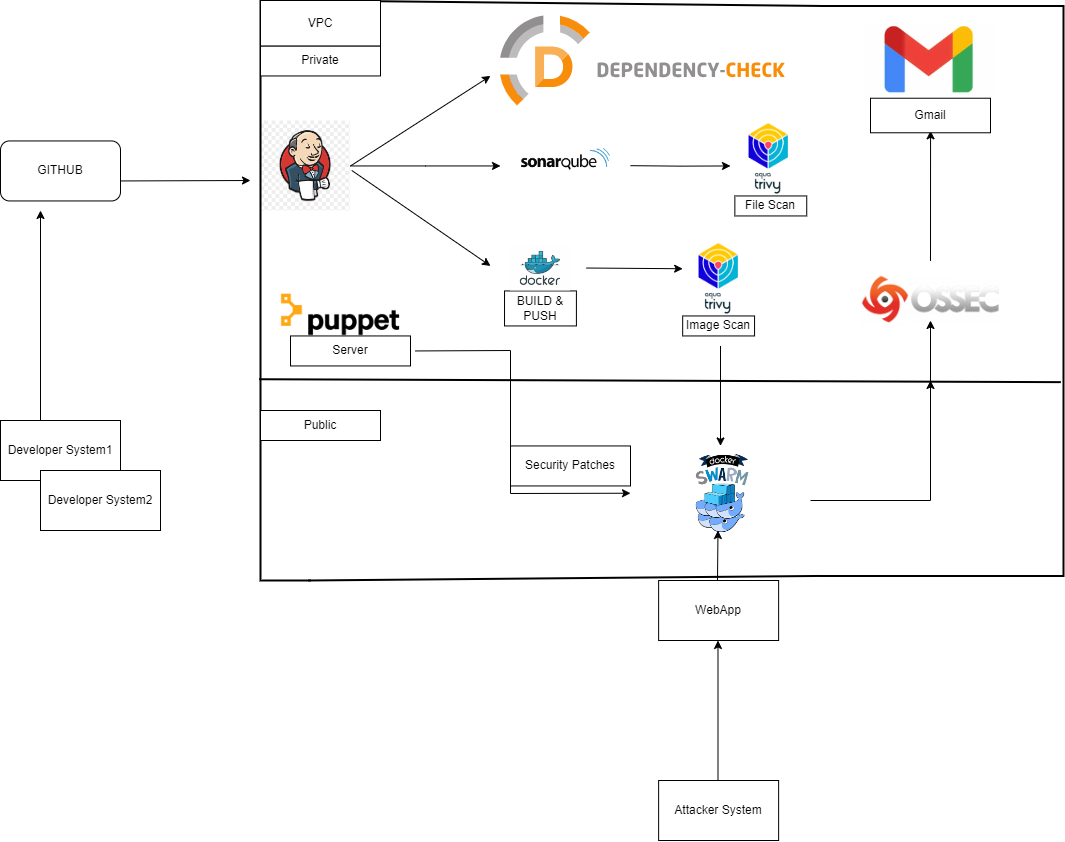 VPC
Private
DEPENDENCY-CHECK
Gmail
GITHUB
sonarqube
aqua
trivy
File Scan
docker
BUILD &
PUSH
aqua
trivy
Image Scan
OSSEC
puppet
Server
Public
Developer System1
Developer System2
Security Patches
docker
SWARM
WebApp
Attacker System